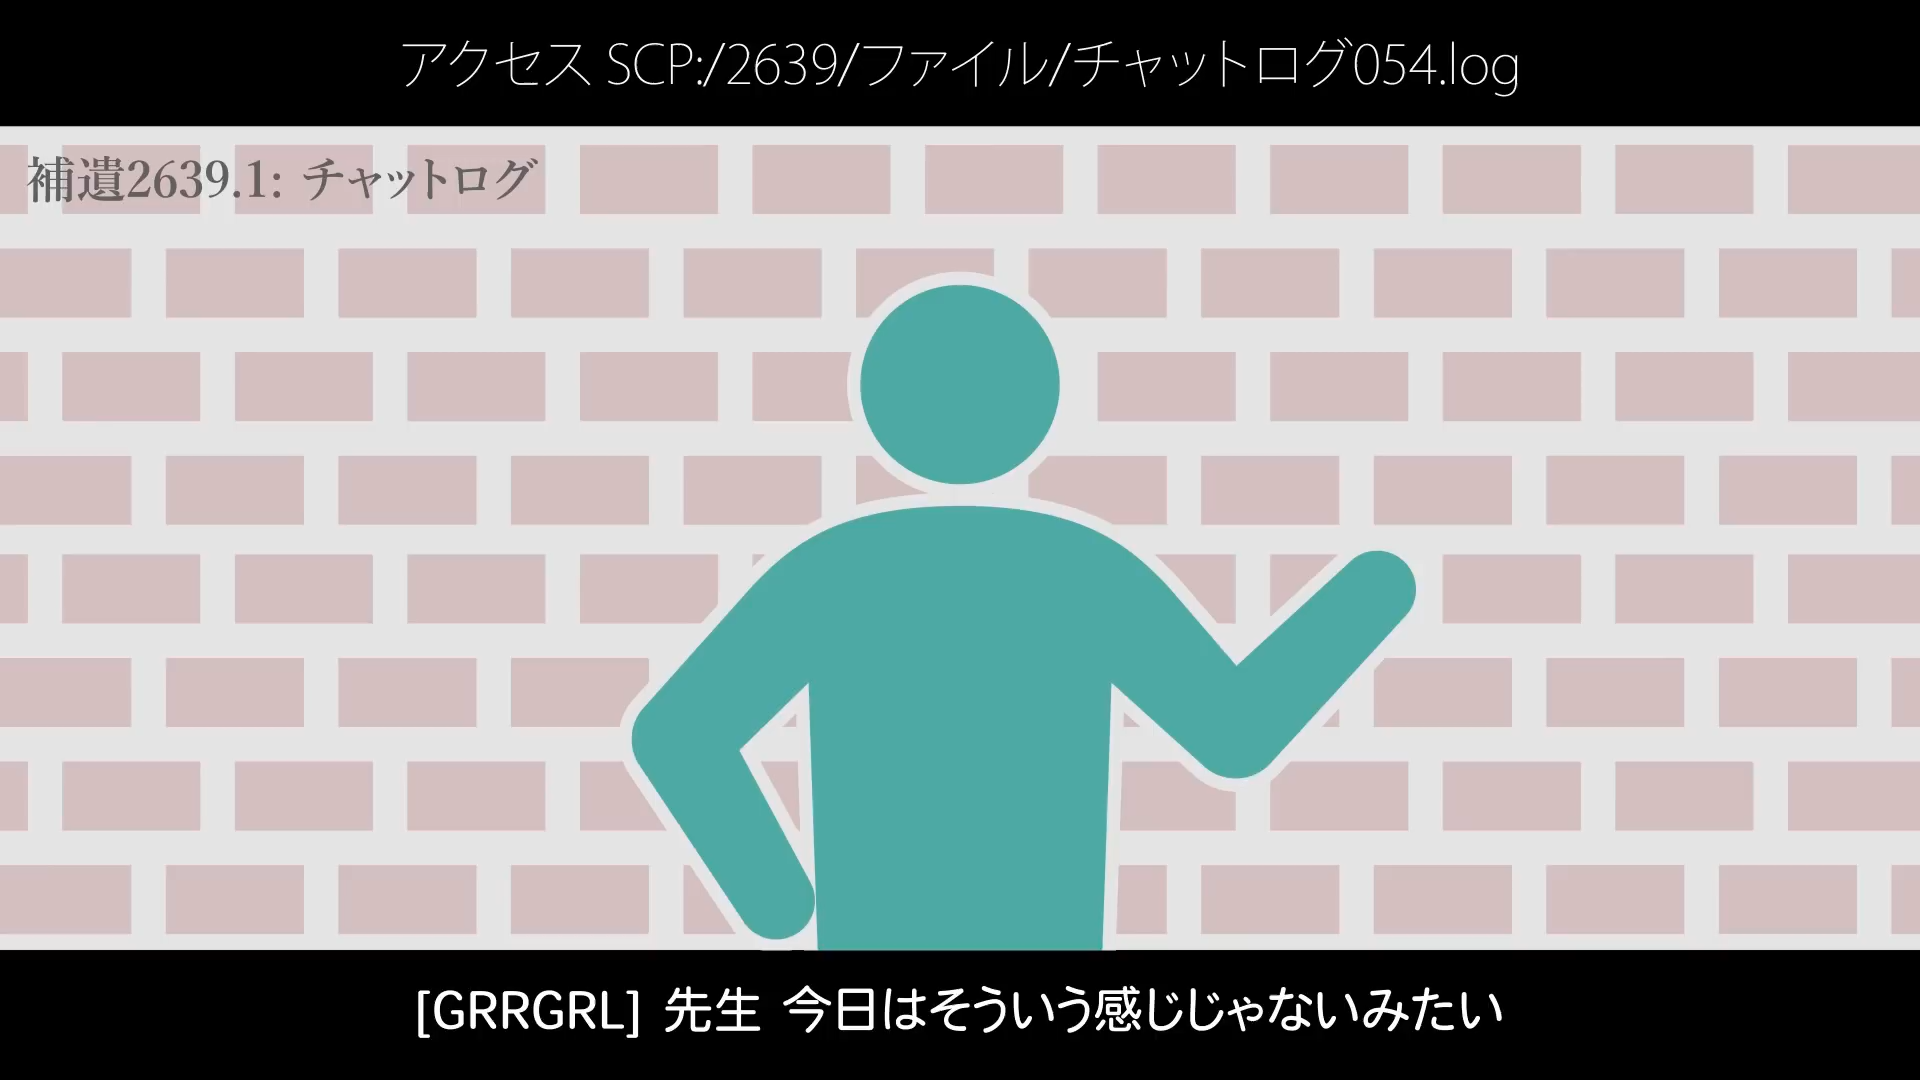 アクセス SCP:/2639/ファイル/チャットログ054.log
補遺2639.1: チャットログ
[GRRGRL] 先生 今日はそういう感じじゃないみたい